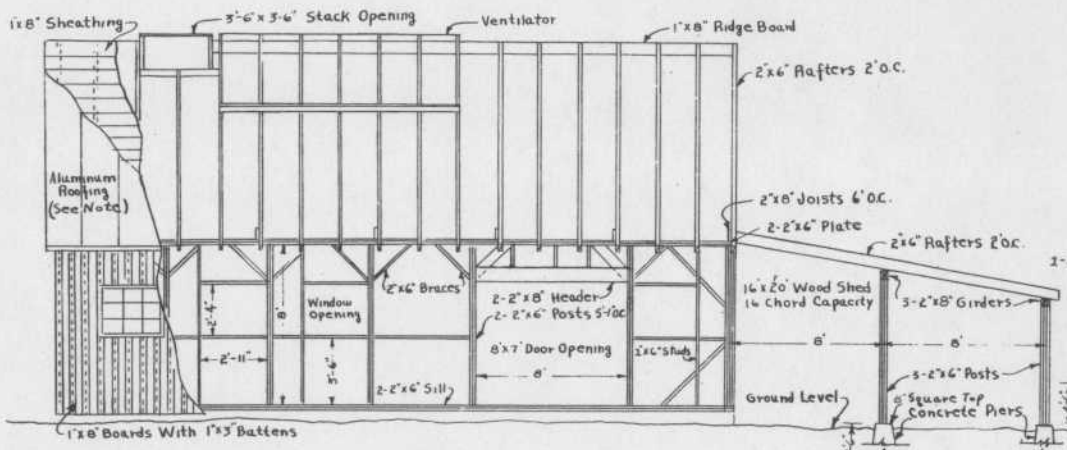 1"x8" Sheathing
3'-6"x3'-6" Stack Opening
Ventilator
1"x8" Ridge Board
2"x6" Rafters 2' O.C.
Aluminum
Roofing
(See Note)
2"x8" Joists 6' O.C.
2-2"x6" Plate
2"x6" Rafters 2' O.C.
2"x6" Braces
8'
Window
Opening
2'-4"
2-2"x8" Header
2-2"x6" Posts 5'-1" O.C.
16'x20' Wood Shed
16 Chord Capacity
3-2"x8" Girders
8'x7' Door Opening
2"x6" Studs
2'-11"
3'-6"
8'
8'
8'
2-2"x6" Sill
3-2"x6" Posts
Ground Level
8" Square Top
Concrete Piers
1"x8" Boards With 1"x3" Battens